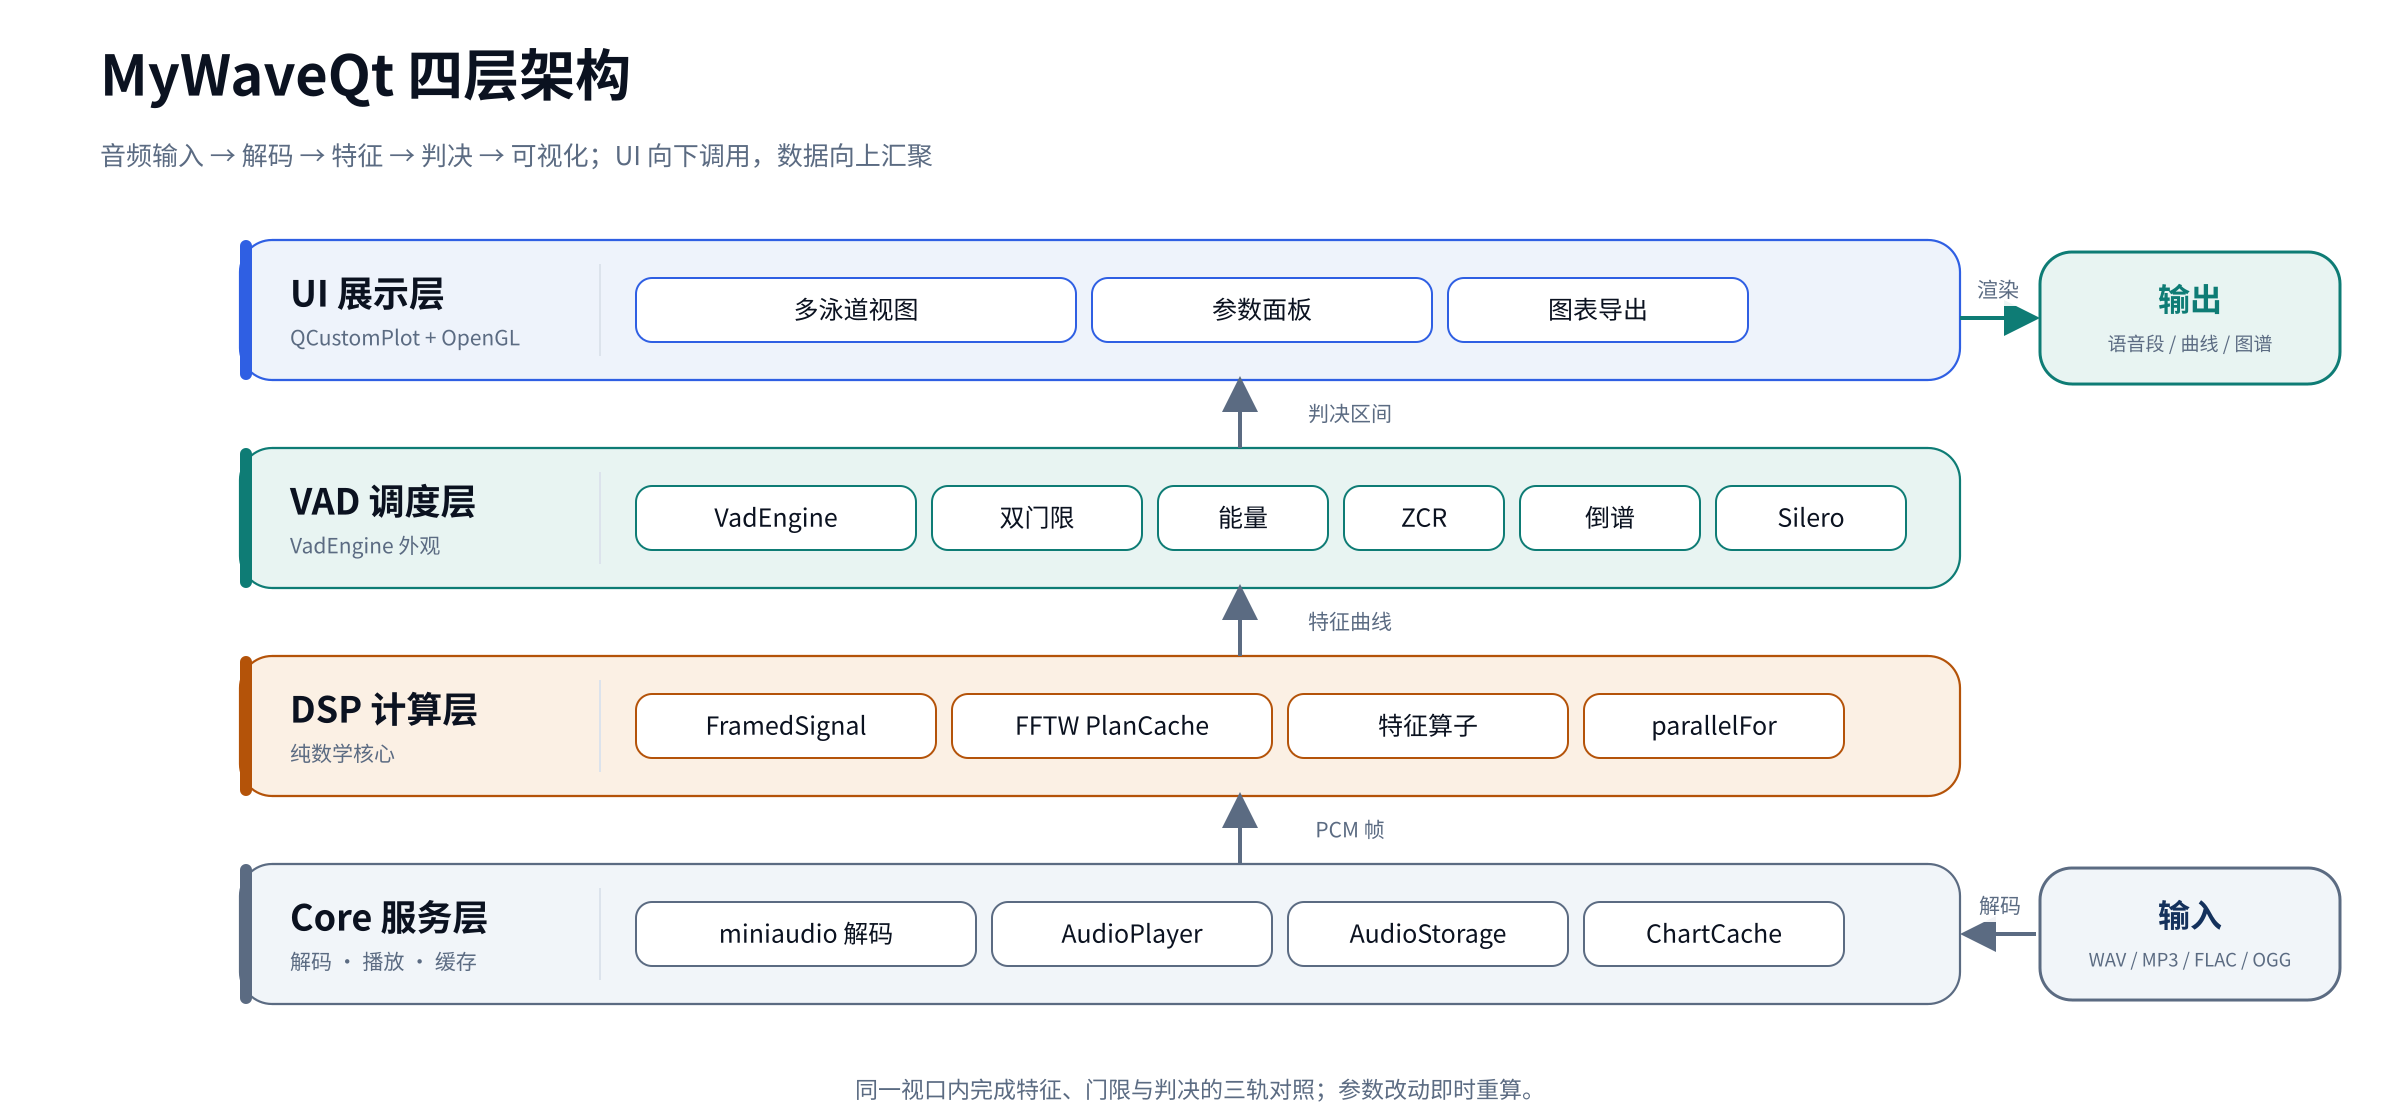 MyWaveQt 四层架构
音频输入 → 解码 → 特征 → 判决 → 可视化；UI 向下调用，数据向上汇聚
UI 展示层
QCustomPlot + OpenGL
多泳道视图
参数面板
图表导出
渲染
输出
语音段 / 曲线 / 图谱
判决区间
VAD 调度层
VadEngine 外观
VadEngine
双门限
能量
ZCR
倒谱
Silero
特征曲线
DSP 计算层
纯数学核心
FramedSignal
FFTW PlanCache
特征算子
parallelFor
PCM 帧
Core 服务层
解码 · 播放 · 缓存
miniaudio 解码
AudioPlayer
AudioStorage
ChartCache
解码
输入
WAV / MP3 / FLAC / OGG
同一视口内完成特征、门限与判决的三轨对照；参数改动即时重算。